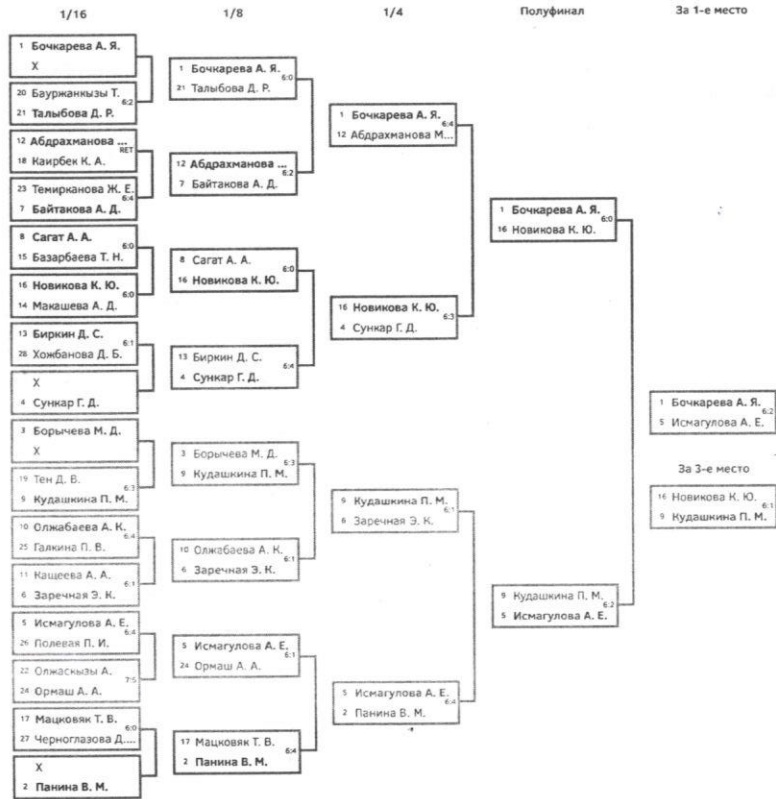 1/16
1/8
1/4
Полуфинал
За 1-е место
1 Бочкарева А. Я.
X
20 Бауржанкызы Т.
6:2
21 Талыбова Д. Р.
12 Абдрахманова ...
RET
18 Каирбек К. А.
23 Темирканова Ж. Е.
6:4
7 Байтакова А. Д.
8 Сагат А. А.
6:0
15 Базарбаева Т. Н.
16 Новикова К. Ю.
6:0
14 Макашева А. Д.
13 Биркин Д. С.
6:1
28 Хожбанова Д. Б.
X
4 Сункар Г. Д.
3 Борычева М. Д.
X
19 Тен Д. В.
6:3
9 Кудашкина П. М.
10 Олжабаева А. К.
6:4
25 Галкина П. В.
11 Кащеева А. А.
6:1
6 Заречная Э. К.
5 Исмагулова А. Е.
6:4
26 Полевая П. И.
22 Олжаскызы А.
7:5
24 Ормаш А. А.
17 Мацковяк Т. В.
6:0
27 Черноглазова Д....
X
2 Панина В. М.
1 Бочкарева А. Я.
6:0
21 Талыбова Д. Р.
12 Абдрахманова ...
6:2
7 Байтакова А. Д.
8 Сагат А. А.
6:0
16 Новикова К. Ю.
13 Биркин Д. С.
6:4
4 Сункар Г. Д.
3 Борычева М. Д.
6:3
9 Кудашкина П. М.
10 Олжабаева А. К.
6:1
6 Заречная Э. К.
5 Исмагулова А. Е.
6:1
24 Ормаш А. А.
17 Мацковяк Т. В.
6:4
2 Панина В. М.
1 Бочкарева А. Я.
6:4
12 Абдрахманова М...
16 Новикова К. Ю.
6:3
4 Сункар Г. Д.
9 Кудашкина П. М.
6:1
6 Заречная Э. К.
5 Исмагулова А. Е.
6:4
2 Панина В. М.
1 Бочкарева А. Я.
6:0
16 Новикова К. Ю.
9 Кудашкина П. М.
6:2
5 Исмагулова А. Е.
1 Бочкарева А. Я.
6:2
5 Исмагулова А. Е.
За 3-е место
16 Новикова К. Ю.
6:1
9 Кудашкина П. М.